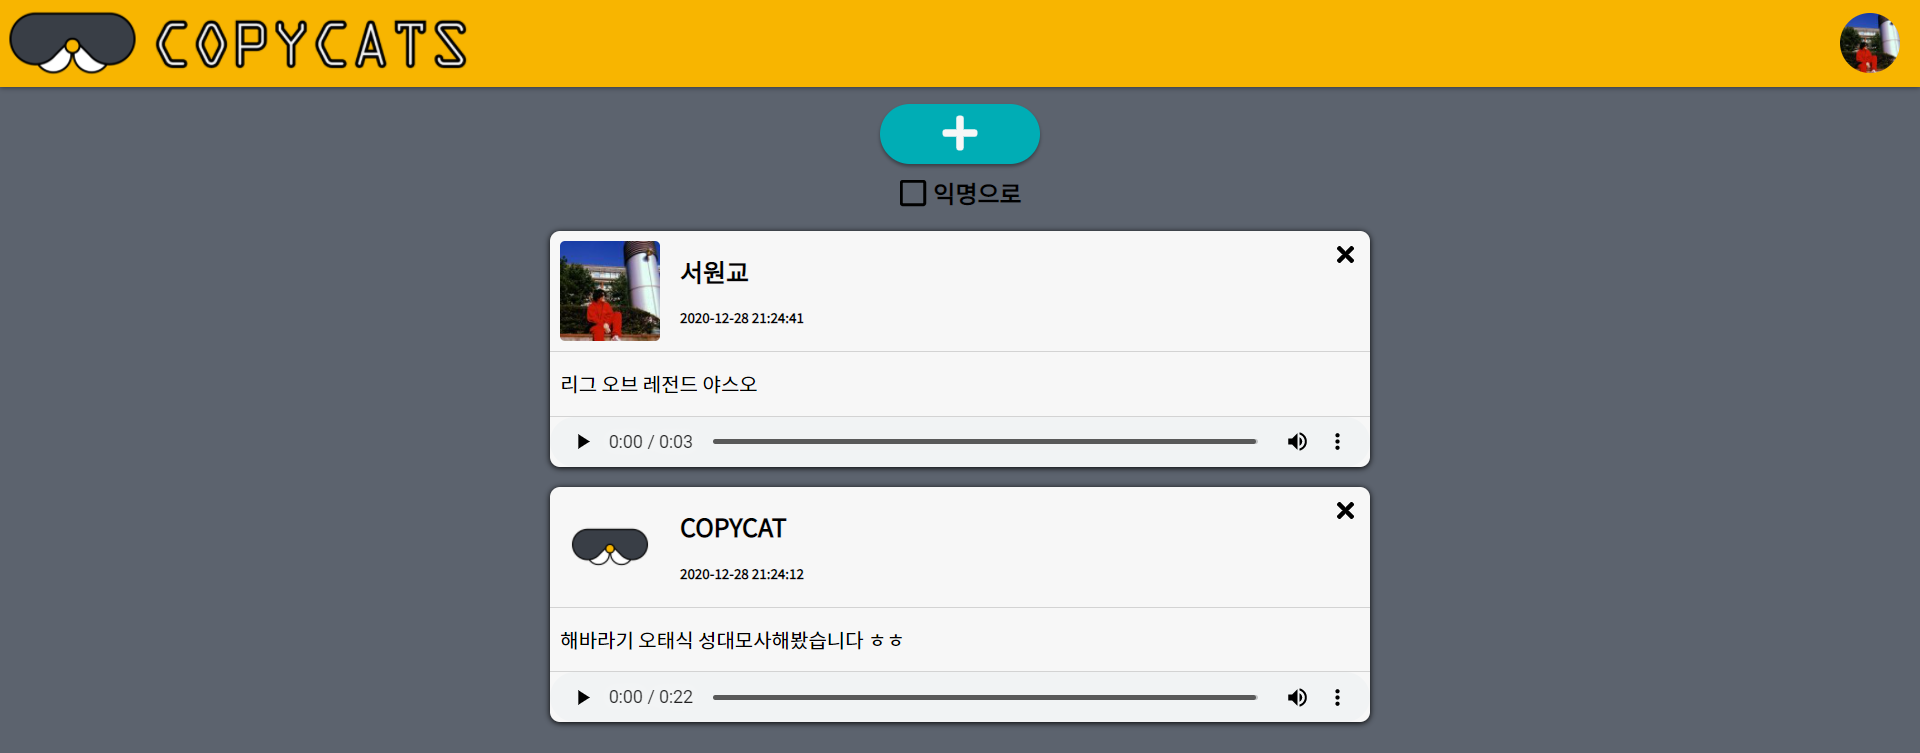 COPYCATS
익명으로
서원교
2020-12-28 21:24:41
리그 오브 레전드 야스오
0:00 / 0:03
COPYCAT
2020-12-28 21:24:12
해바라기 오태식 성대모사해봤습니다 ㅎㅎ
0:00 / 0:22